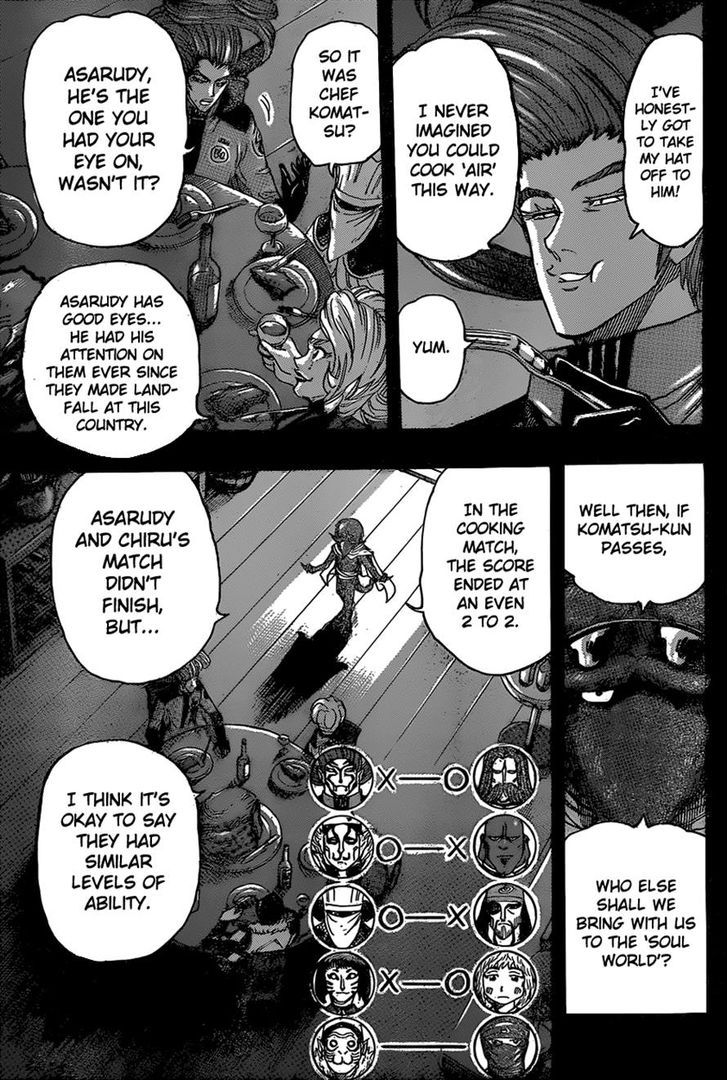 I'VE
HONEST-
LY GOT
TO TAKE
MY HAT
OFF TO
HIM!
I NEVER
IMAGINED
YOU COULD
COOK 'AIR'
THIS WAY.
YUM.
SO IT
WAS
CHEF
KOMAT-
SU?
ASARUDY,
HE'S THE
ONE YOU
HAD YOUR
EYE ON,
WASN'T IT?
ASARUDY HAS
GOOD EYES...
HE HAD HIS
ATTENTION ON
THEM EVER SINCE
THEY MADE LAND-
FALL AT THIS
COUNTRY.
WELL THEN, IF
KOMATSU-KUN
PASSES,
WHO ELSE
SHALL WE
BRING WITH US
TO THE 'SOUL
WORLD'?
IN THE
COOKING
MATCH,
THE SCORE
ENDED AT
AN EVEN
2 TO 2.
ASARUDY
AND CHIRU'S
MATCH
DIDN'T
FINISH,
BUT...
I THINK IT'S
OKAY TO SAY
THEY HAD
SIMILAR
LEVELS OF
ABILITY.
X—O
O—X
O—X
X—O